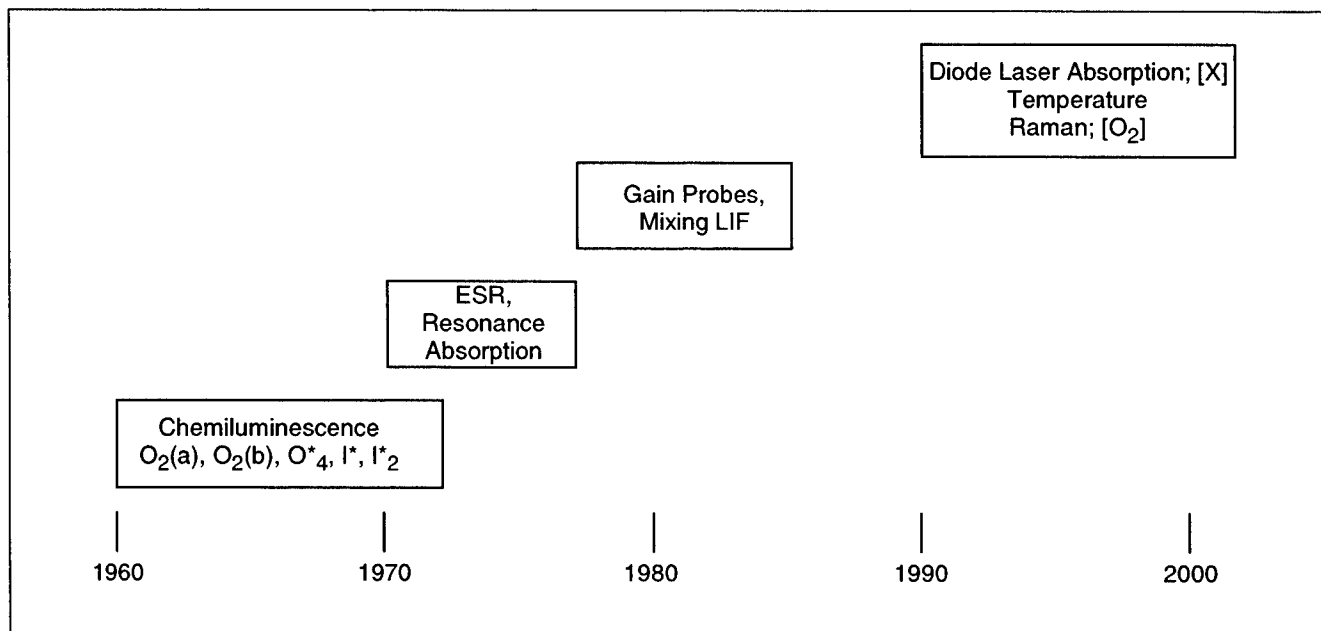 Diode Laser Absorption; [X]
Temperature
Raman; [O2]
Gain Probes,
Mixing LIF
ESR,
Resonance
Absorption
Chemiluminescence
O2(a), O2(b), O*4, I*, I*2
1960 1970 1980 1990 2000